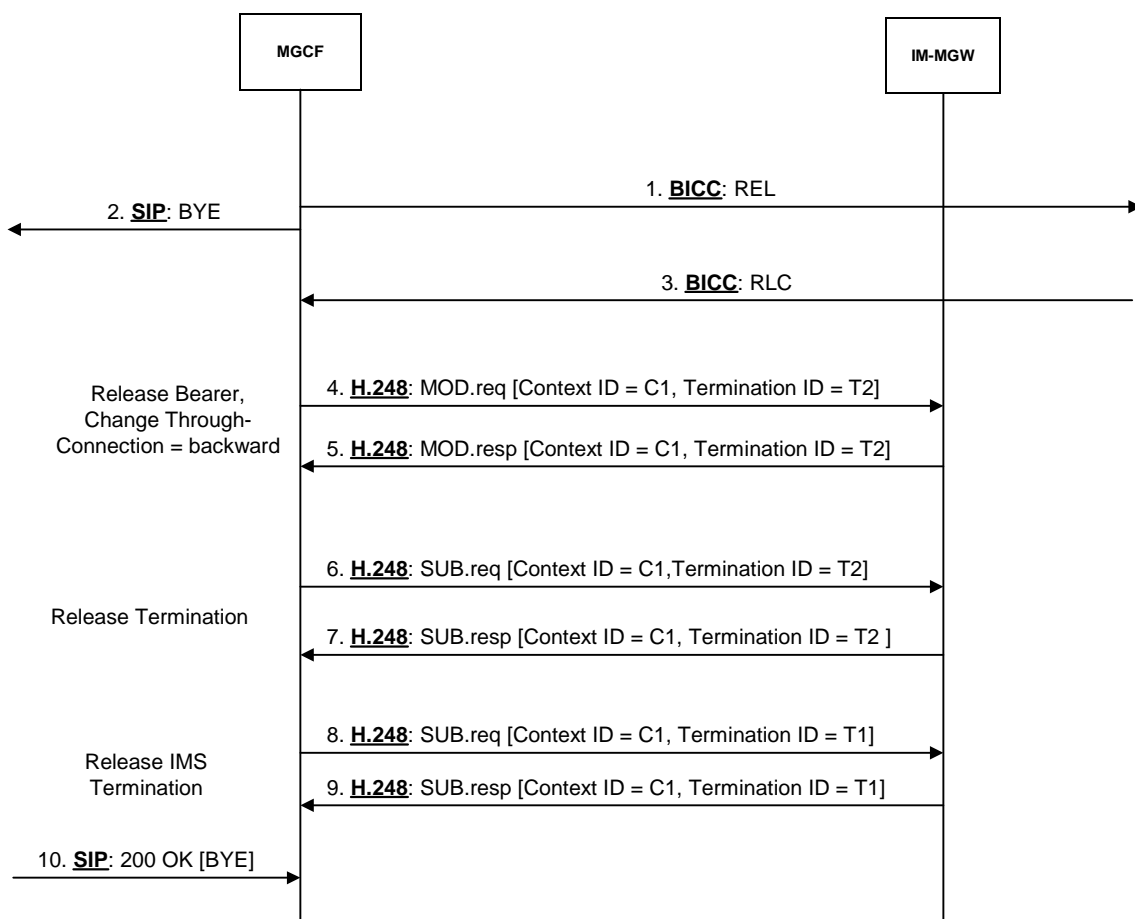 MGCF
IM-MGW
1. BICC: REL
2. SIP: BYE
3. BICC: RLC
Release Bearer,
Change Through-
Connection = backward
4. H.248: MOD.req [Context ID = C1, Termination ID = T2]
5. H.248: MOD.resp [Context ID = C1, Termination ID = T2]
6. H.248: SUB.req [Context ID = C1,Termination ID = T2]
Release Termination
7. H.248: SUB.resp [Context ID = C1, Termination ID = T2 ]
8. H.248: SUB.req [Context ID = C1, Termination ID = T1]
Release IMS
Termination
9. H.248: SUB.resp [Context ID = C1, Termination ID = T1]
10. SIP: 200 OK [BYE]